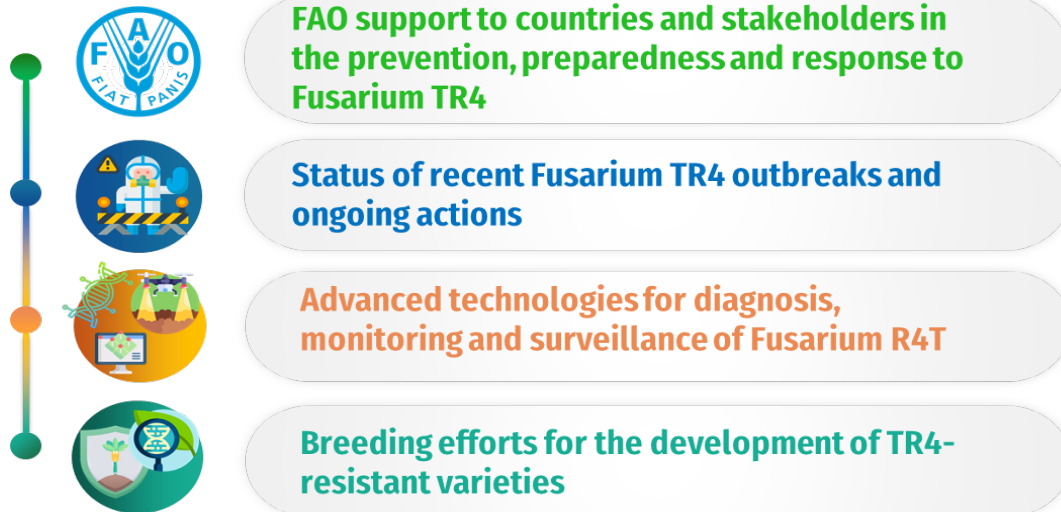 FAO
FIAT PANIS
FAO support to countries and stakeholders in
the prevention, preparedness and response to
Fusarium TR4
Status of recent Fusarium TR4 outbreaks and
ongoing actions
Advanced technologies for diagnosis,
monitoring and surveillance of Fusarium R4T
Breeding efforts for the development of TR4-
resistant varieties